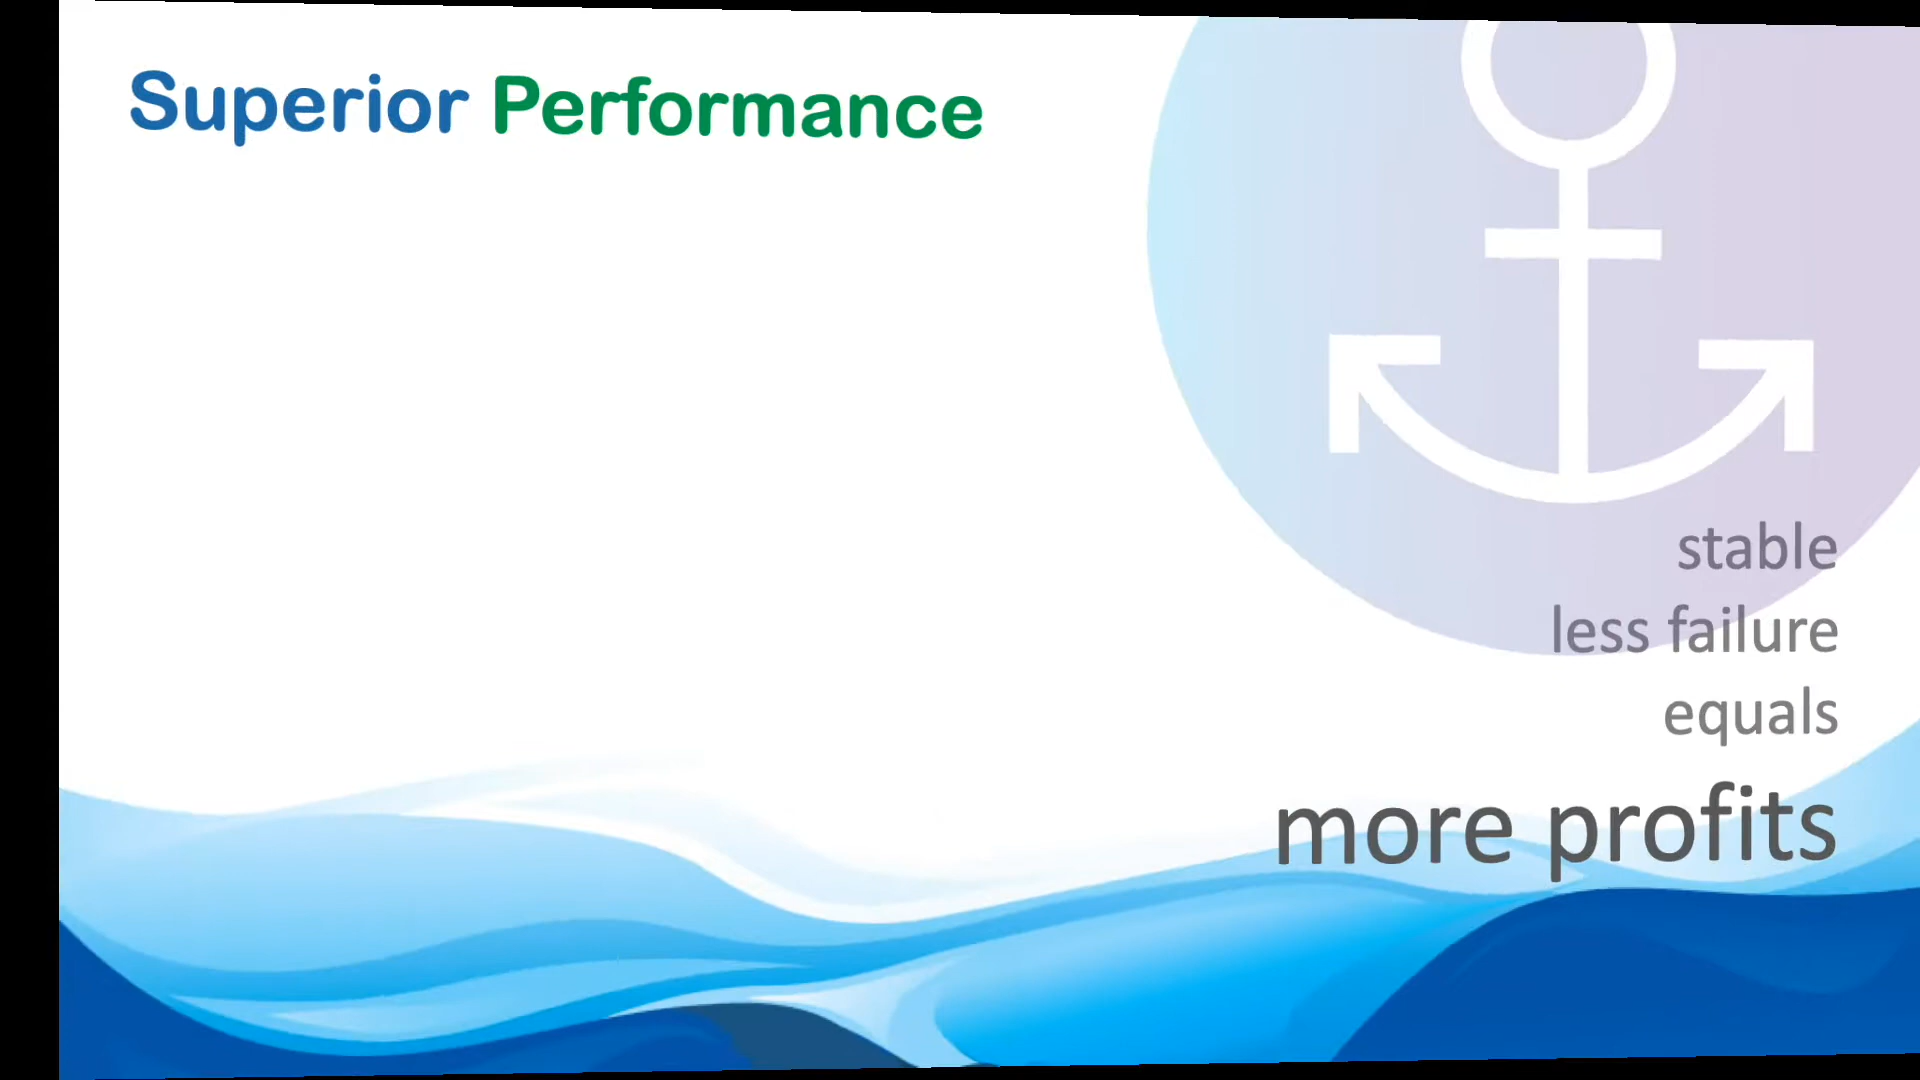 Superior Performance
stable
less failure
equals
more profits